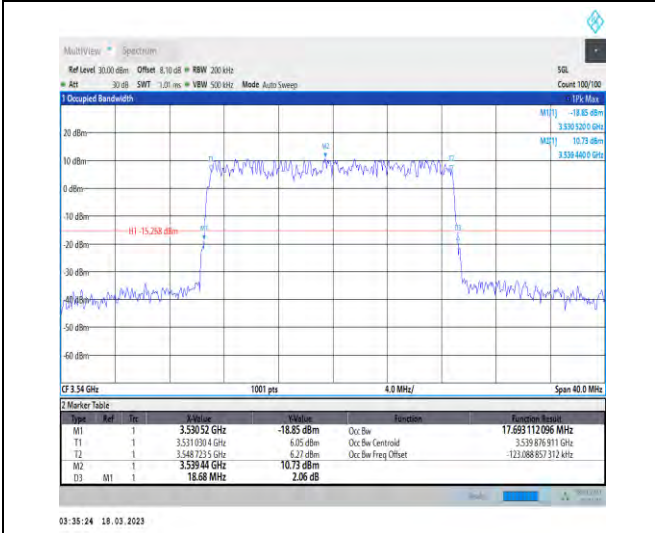 MultiView Spectrum
Ref Level 30.00 dBm Offset 8.10 dB RBW 200 kHz SGL
Att 30 dB SWT 1.01 ms VBW 500 kHz Mode Auto Sweep Count 100/100
1 Occupied Bandwidth 1Pk Max
M1[1] -18.85 dBm
3.530 520 0 GHz
M2[1] 10.73 dBm
3.539 440 0 GHz
20 dBm
M2
T1 T2
10 dBm
0 dBm
-10 dBm
H1 -15.268 dBm
M1
D3
-20 dBm
-30 dBm
-40 dBm
-50 dBm
-60 dBm
CF 3.54 GHz 1001 pts 4.0 MHz/ Span 40.0 MHz
2 Marker Table
Type Ref Trc X-Value Y-Value Function Function Result
M1 1 3.53052 GHz -18.85 dBm Occ Bw 17.693 112 096 MHz
T1 1 3.531 030 4 GHz 6.05 dBm Occ Bw Centroid 3.539 876 911 GHz
T2 1 3.548 723 5 GHz 6.27 dBm Occ Bw Freq Offset -123.088 857 312 kHz
M2 1 3.53944 GHz 10.73 dBm
D3 M1 1 18.68 MHz 2.06 dB
03:35:24 18.03.2023